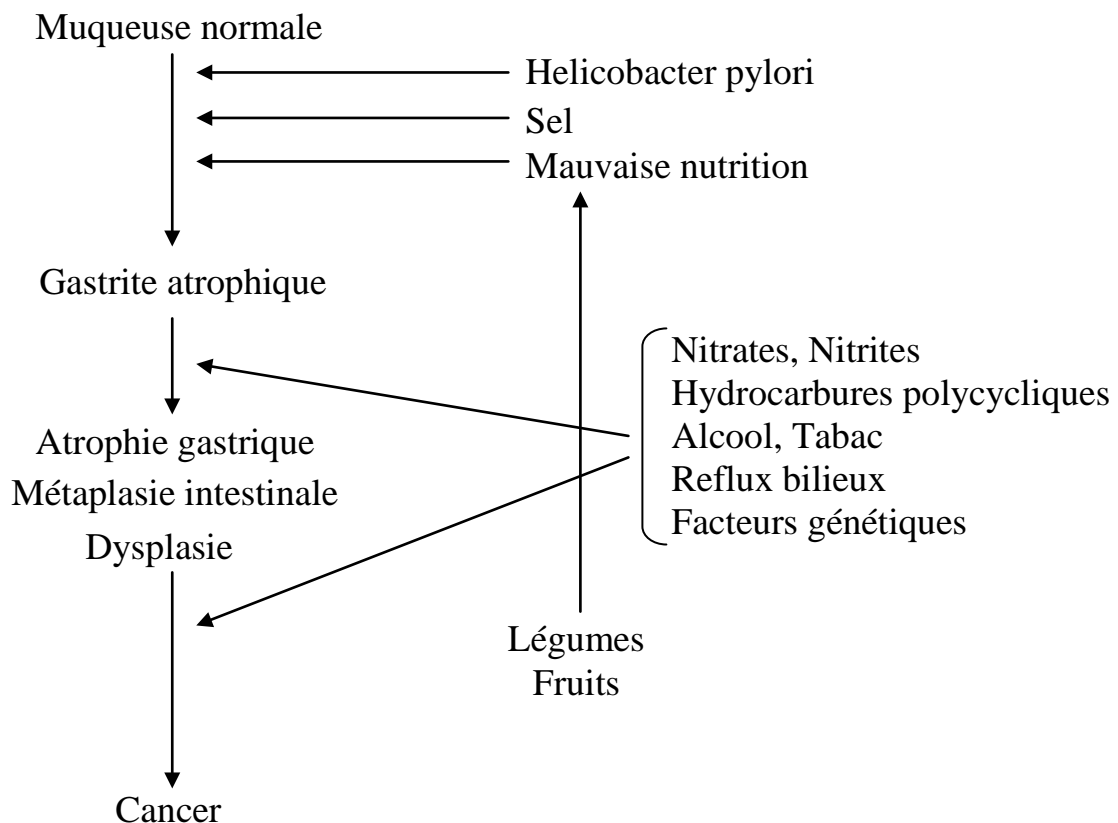 Muqueuse normale
Helicobacter pylori
Sel
Mauvaise nutrition
Gastrite atrophique
Nitrates, Nitrites
Hydrocarbures polycycliques
Alcool, Tabac
Reflux bilieux
Facteurs génétiques
Atrophie gastrique
Métaplasie intestinale
Dysplasie
Légumes
Fruits
Cancer